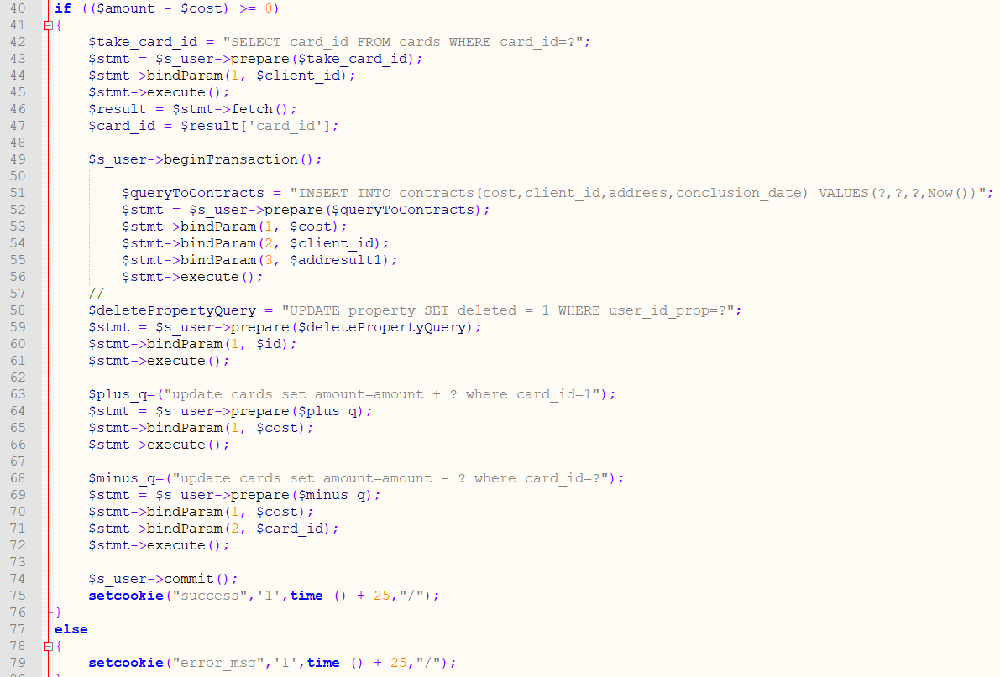 40 if (($amount - $cost) >= 0)
41 {
42 $take_card_id = "SELECT card_id FROM cards WHERE card_id=?";
43 $stmt = $s_user->prepare($take_card_id);
44 $stmt->bindParam(1, $client_id);
45 $stmt->execute();
46 $result = $stmt->fetch();
47 $card_id = $result['card_id'];
48
49 $s_user->beginTransaction();
50
51 $queryToContracts = "INSERT INTO contracts(cost,client_id,address,conclusion_date) VALUES(?,?,?,Now())";
52 $stmt = $s_user->prepare($queryToContracts);
53 $stmt->bindParam(1, $cost);
54 $stmt->bindParam(2, $client_id);
55 $stmt->bindParam(3, $addresult1);
56 $stmt->execute();
57 //
58 $deletePropertyQuery = "UPDATE property SET deleted = 1 WHERE user_id_prop=?";
59 $stmt = $s_user->prepare($deletePropertyQuery);
60 $stmt->bindParam(1, $id);
61 $stmt->execute();
62
63 $plus_q=("update cards set amount=amount + ? where card_id=1");
64 $stmt = $s_user->prepare($plus_q);
65 $stmt->bindParam(1, $cost);
66 $stmt->execute();
67
68 $minus_q=("update cards set amount=amount - ? where card_id=?");
69 $stmt = $s_user->prepare($minus_q);
70 $stmt->bindParam(1, $cost);
71 $stmt->bindParam(2, $card_id);
72 $stmt->execute();
73
74 $s_user->commit();
75 setcookie("success",'1',time () + 25,"/");
76 }
77 else
78 {
79 setcookie("error_msg",'1',time () + 25,"/");